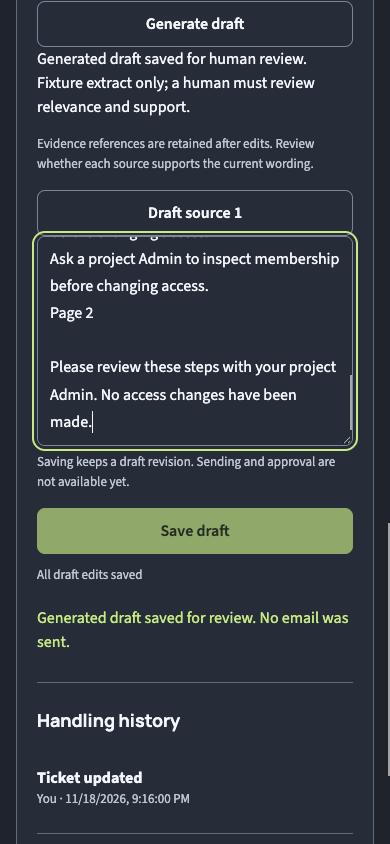 Generate draft
Generated draft saved for human review.
Fixture extract only; a human must review
relevance and support.
Evidence references are retained after edits. Review
whether each source supports the current wording.
Draft source 1
Ask a project Admin to inspect membership
before changing access.
Page 2
Please review these steps with your project
Admin. No access changes have been
made.
Saving keeps a draft revision. Sending and approval are
not available yet.
Save draft
All draft edits saved
Generated draft saved for review. No email was
sent.
Handling history
Ticket updated
You · 11/18/2026, 9:16:00 PM